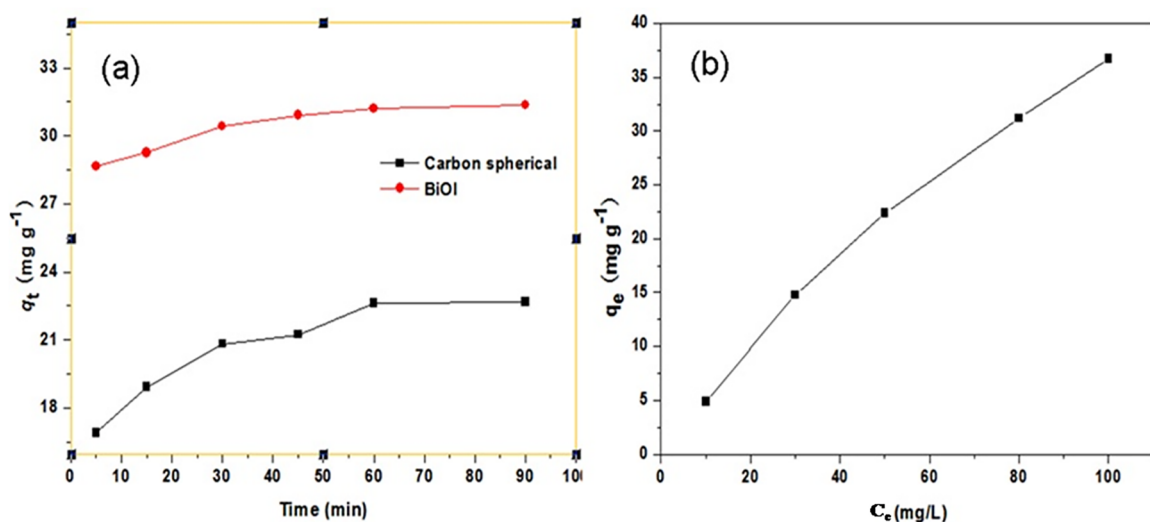 (a)
33
30
27
24
21
18
qt (mg g-1)
Carbon spherical
BiOI
0 10 20 30 40 50 60 70 80 90 100
Time (min)
(b)
40
35
30
25
20
15
10
5
0
qe (mg g-1)
0 20 40 60 80 100
Ce (mg/L)